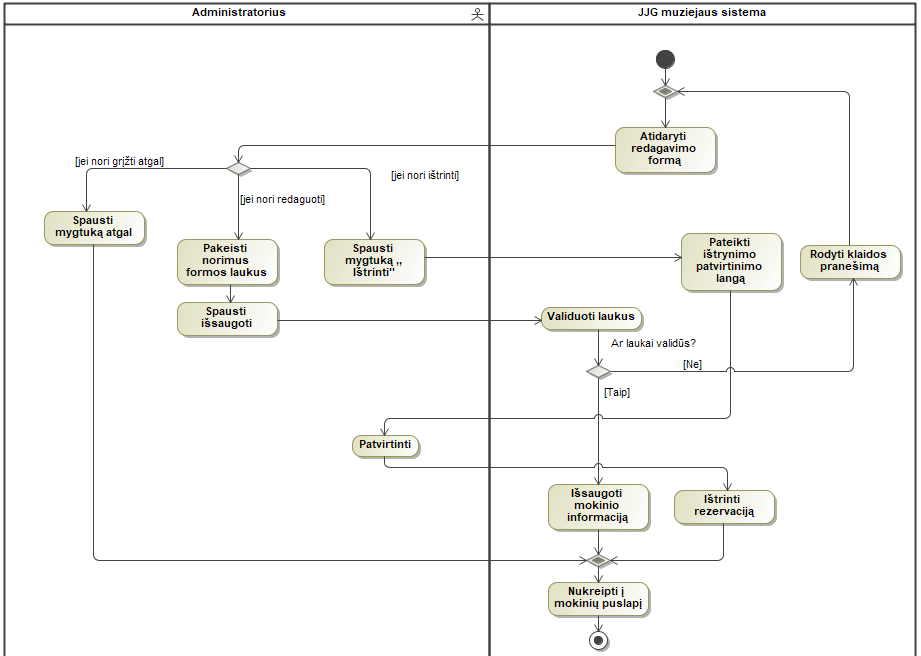 Administratorius
JJG muziejaus sistema
Atidaryti
redagavimo
formą
[jei nori grįžti atgal]
[jei nori ištrinti]
[jei nori redaguoti]
Spausti
mygtuką atgal
Pakeisti
norimus
formos laukus
Spausti
mygtuką „
Ištrinti"
Pateikti
ištrynimo
patvirtinimo
langą
Rodyti klaidos
pranešimą
Spausti
išsaugoti
Validuoti laukus
Ar laukai validūs?
[Ne]
[Taip]
Patvirtinti
Išsaugoti
mokinio
informaciją
Ištrinti
rezervaciją
Nukreipti į
mokinių puslapį